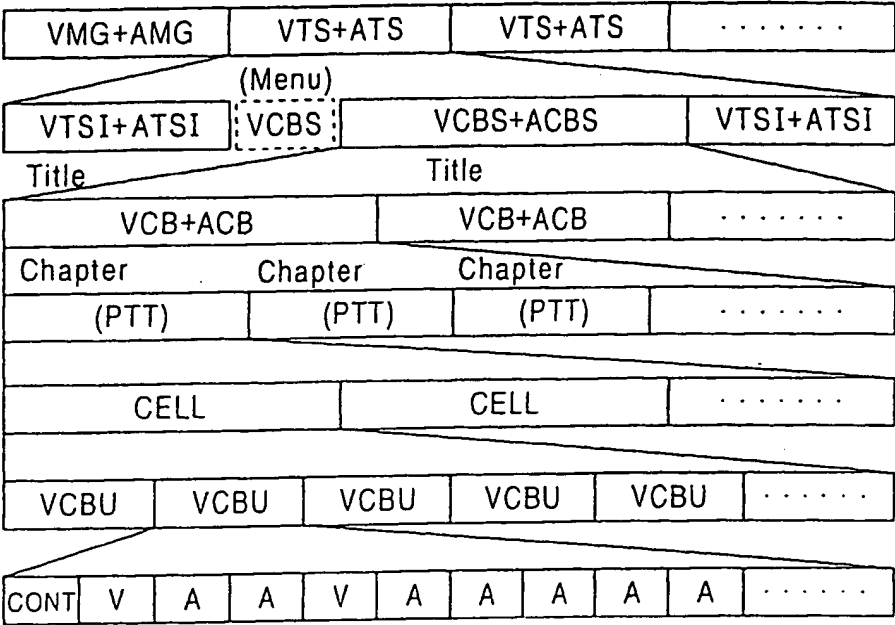 VMG+AMG VTS+ATS VTS+ATS .......
(Menu)
VTSI+ATSI VCBS VCBS+ACBS VTSI+ATSI
Title Title
VCB+ACB VCB+ACB .......
Chapter Chapter Chapter
(PTT) (PTT) (PTT) .......
CELL CELL .......
VCBU VCBU VCBU VCBU VCBU ......
CONT V A A V A A A A A ......